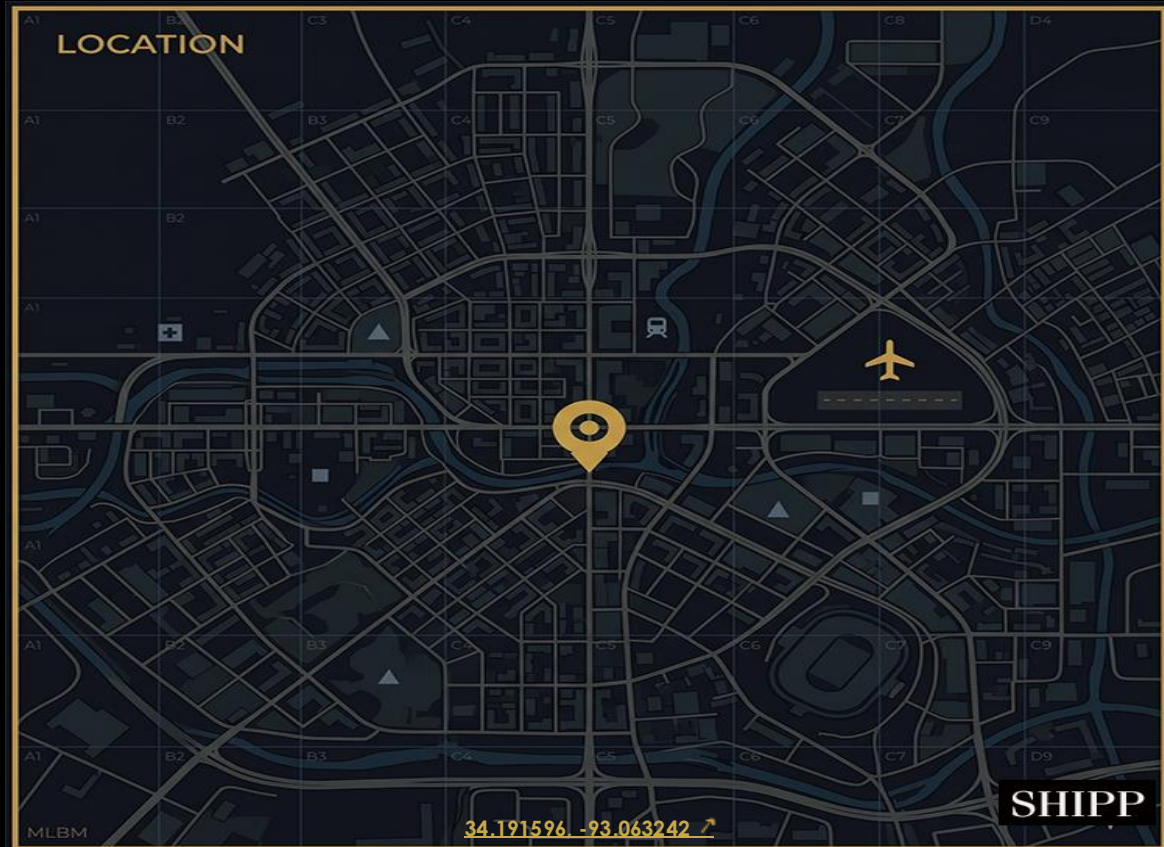 A1 B2 C3 C4 C5 C6 C8 D4
LOCATION
A1 B2 B3 C4 C5 C6 C7 C9
A1 B2
A1
A1
A1 B2 B3 C4 C5 C6 C7 C9
A1 B2 B3 C4 C5 C6 C7 D9
SHIPP
MLBM
34.191596, -93.063242 ↗